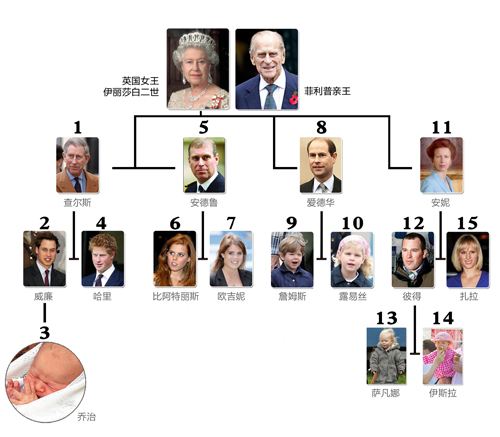 英国女王
伊丽莎白二世
菲利普亲王
1
5
8
11
查尔斯
安德鲁
爱德华
安妮
2
4
6
7
9
10
12
15
威廉
哈里
比阿特丽斯
欧吉妮
詹姆斯
露易丝
彼得
扎拉
3
13
14
乔治
萨凡娜
伊斯拉